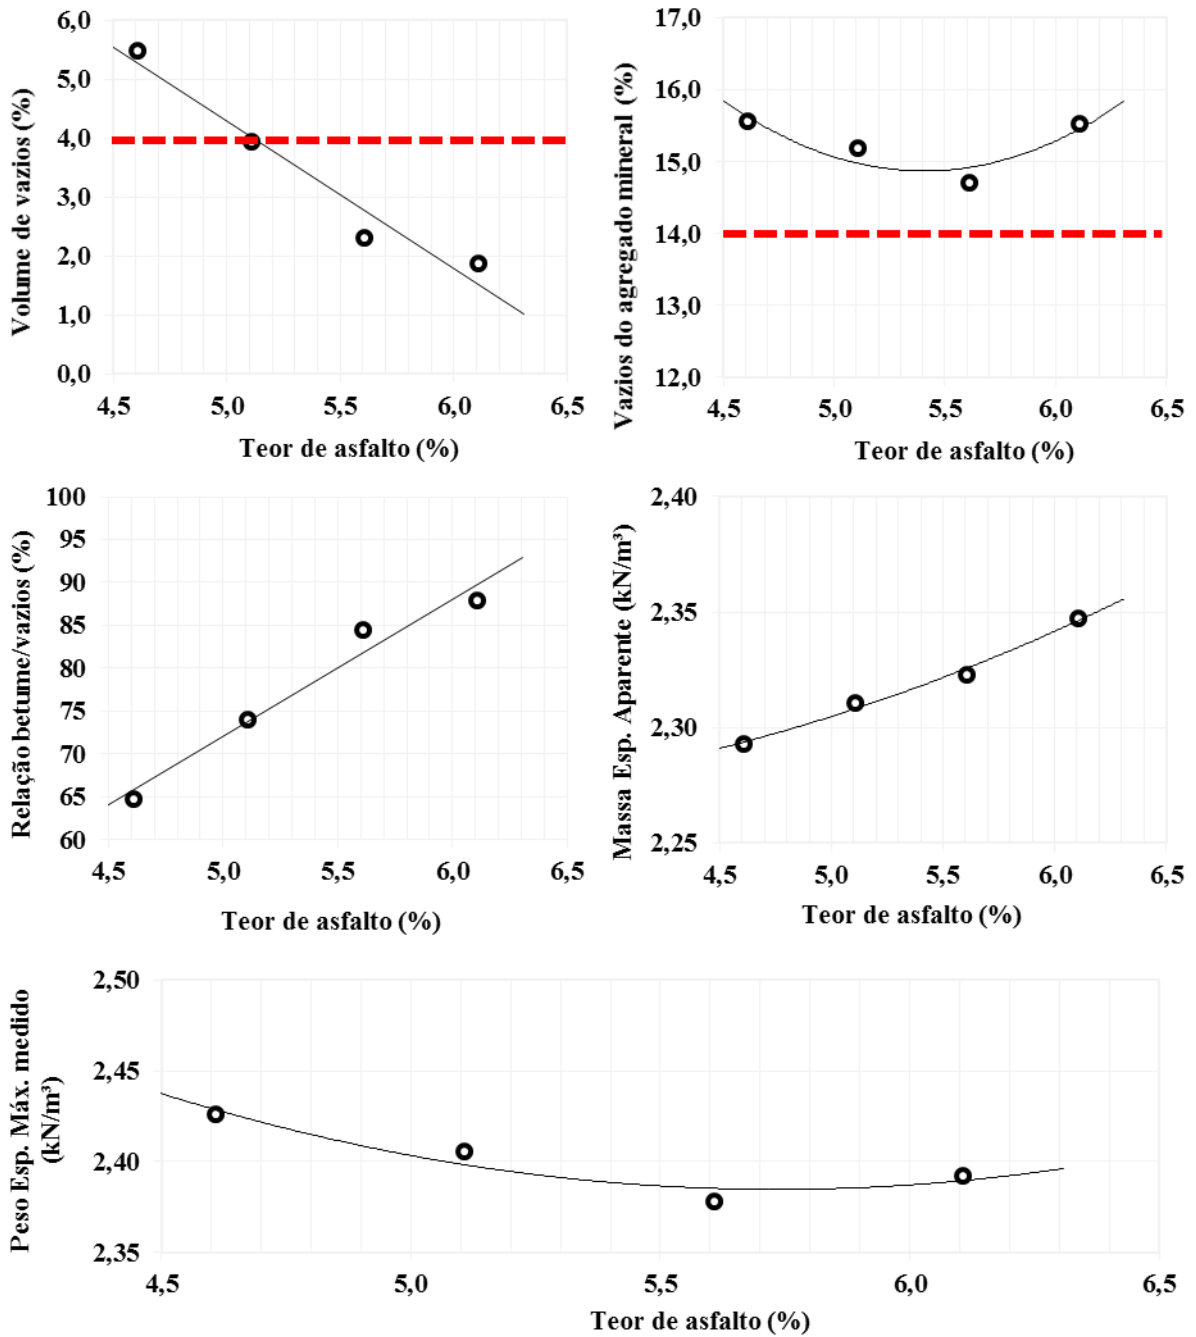 6,0
5,0
4,0
3,0
2,0
1,0
0,0
4,5 5,0 5,5 6,0 6,5
Volume de vazios (%)
Teor de asfalto (%)
17,0
16,0
15,0
14,0
13,0
12,0
4,5 5,0 5,5 6,0 6,5
Vazios do agregado mineral (%)
Teor de asfalto (%)
100
95
90
85
80
75
70
65
60
4,5 5,0 5,5 6,0 6,5
Relação betume/vazios (%)
Teor de asfalto (%)
2,40
2,35
2,30
2,25
4,5 5,0 5,5 6,0 6,5
Massa Esp. Aparente (kN/m³)
Teor de asfalto (%)
2,50
2,45
2,40
2,35
4,5 5,0 5,5 6,0 6,5
Peso Esp. Máx. medido
(kN/m³)
Teor de asfalto (%)